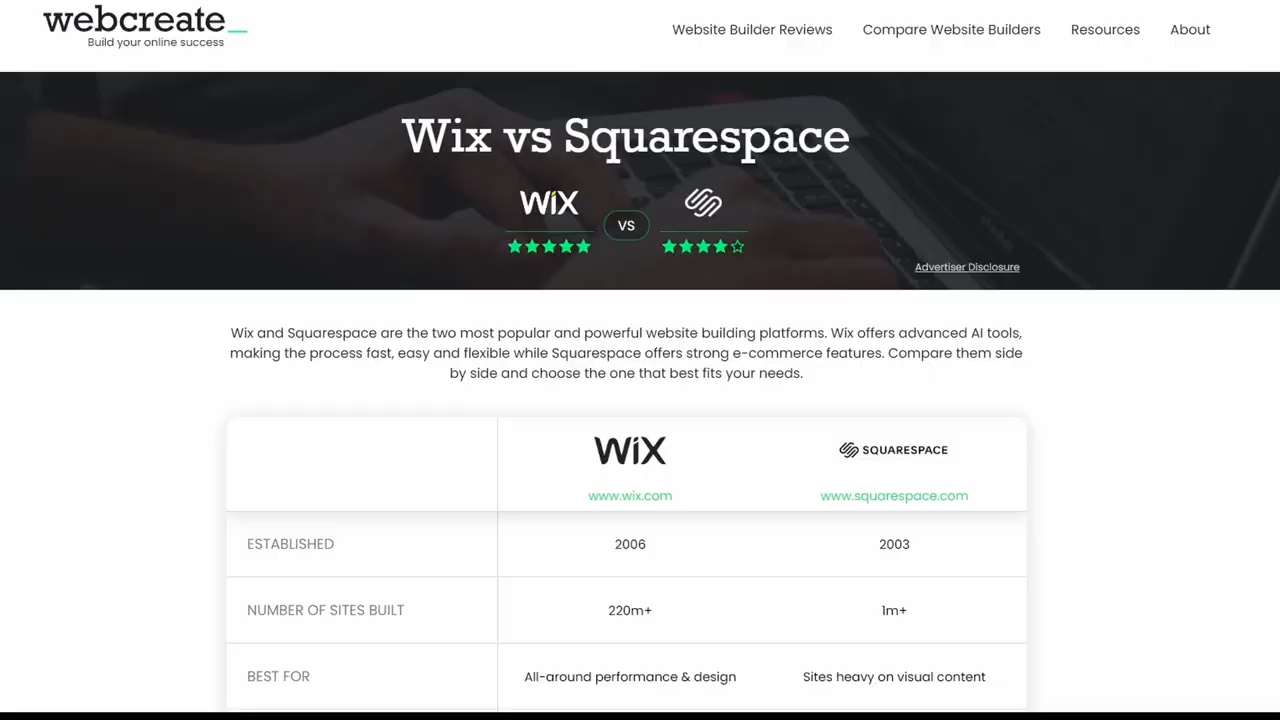 webcreate_
Build your online success
Website Builder Reviews Compare Website Builders Resources About
Wix vs Squarespace
WiX VS
Advertiser Disclosure
Wix and Squarespace are the two most popular and powerful website building platforms. Wix offers advanced AI tools,
making the process fast, easy and flexible while Squarespace offers strong e-commerce features. Compare them side
by side and choose the one that best fits your needs.
WiX SQUARESPACE
www.wix.com www.squarespace.com
ESTABLISHED 2006 2003
NUMBER OF SITES BUILT 220m+ 1m+
BEST FOR All-around performance & design Sites heavy on visual content